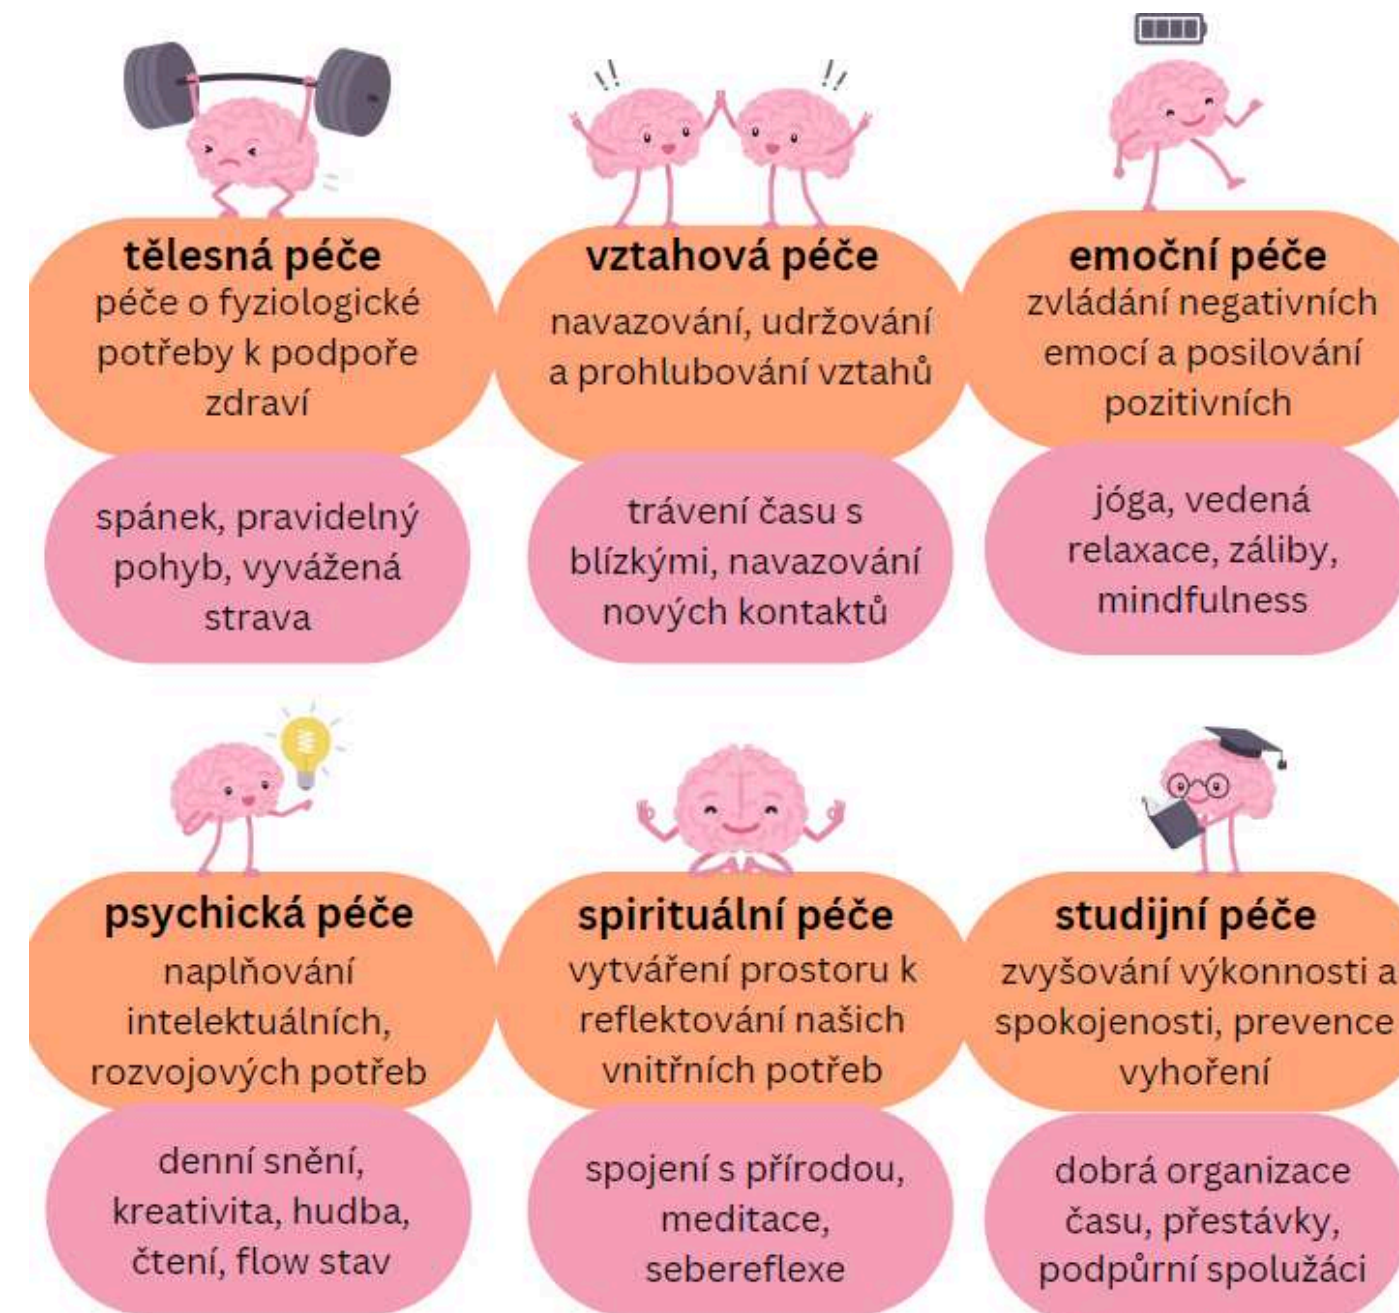 tělesná péče
péče o fyziologické
potřeby k podpoře
zdraví
spánek, pravidelný
pohyb, vyvážená
strava
vztahová péče
navazování, udržování
a prohlubování vztahů
trávení času s
blízkými, navazování
nových kontaktů
emoční péče
zvládání negativních
emocí a posilování
pozitivních
jóga, vedená
relaxace, záliby,
mindfulness
psychická péče
naplňování
intelektuálních,
rozvojových potřeb
denní snění,
kreativita, hudba,
čtení, flow stav
spirituální péče
vytváření prostoru k
reflektování našich
vnitřních potřeb
spojení s přírodou,
meditace,
sebereflexe
studijní péče
zvyšování výkonnosti a
spokojenosti, prevence
vyhoření
dobrá organizace
času, přestávky,
podpůrní spolužáci